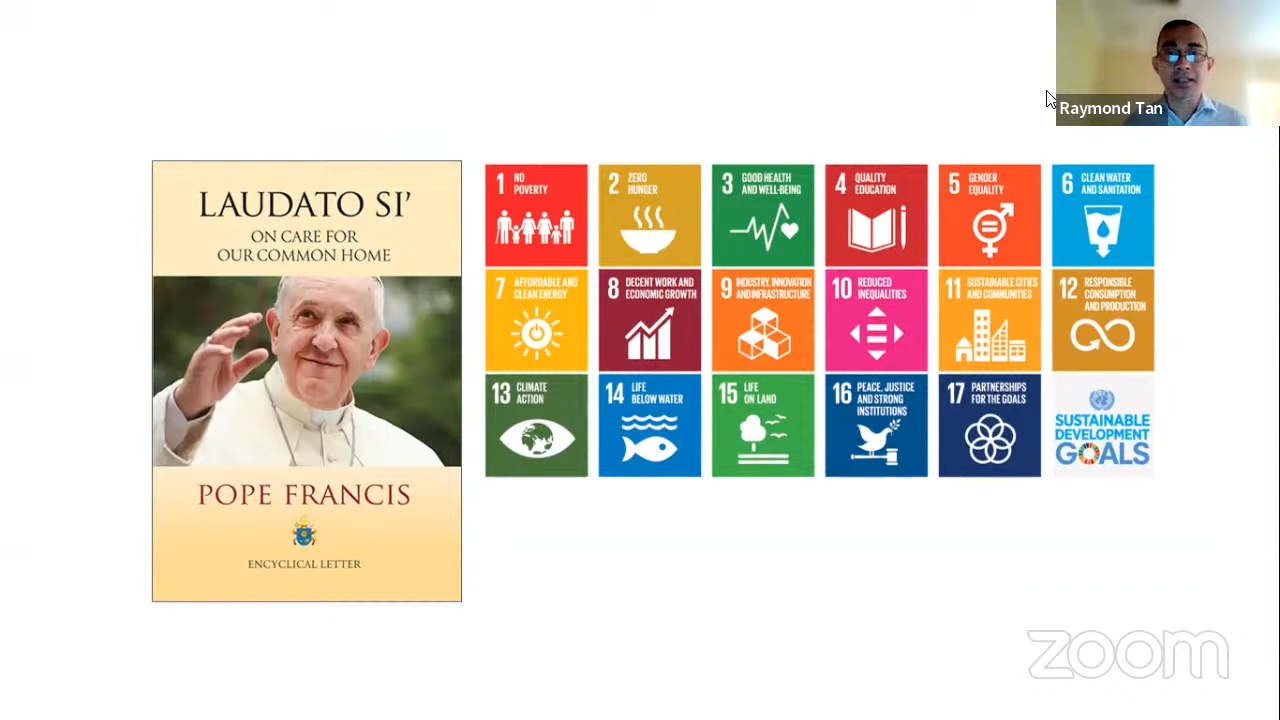 Raymond Tan
LAUDATO SI'
ON CARE FOR
OUR COMMON HOME
POPE FRANCIS
ENCYCLICAL LETTER
1 NO
POVERTY
2 ZERO
HUNGER
3 GOOD HEALTH
AND WELL-BEING
4 QUALITY
EDUCATION
5 GENDER
EQUALITY
6 CLEAN WATER
AND SANITATION
7 AFFORDABLE AND
CLEAN ENERGY
8 DECENT WORK AND
ECONOMIC GROWTH
9 INDUSTRY, INNOVATION
AND INFRASTRUCTURE
10 REDUCED
INEQUALITIES
11 SUSTAINABLE CITIES
AND COMMUNITIES
12 RESPONSIBLE
CONSUMPTION
AND PRODUCTION
13 CLIMATE
ACTION
14 LIFE
BELOW WATER
15 LIFE
ON LAND
16 PEACE, JUSTICE
AND STRONG
INSTITUTIONS
17 PARTNERSHIPS
FOR THE GOALS
SUSTAINABLE
DEVELOPMENT
GOALS
zoom